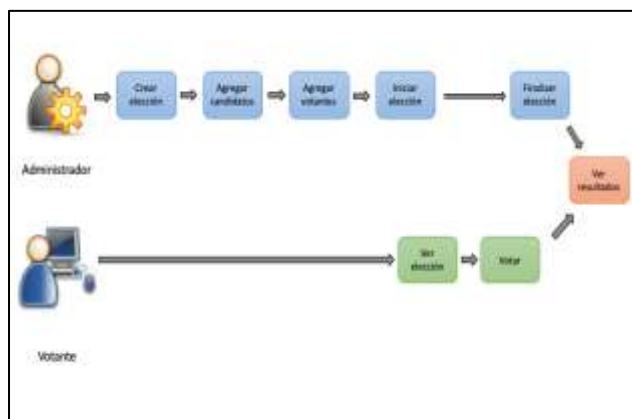 Crear
elección
Agregar
candidatos
Agregar
votantes
Iniciar
elección
Finalizar
elección
Administrador
Ver
resultados
Ver
elección
Votar
Votante